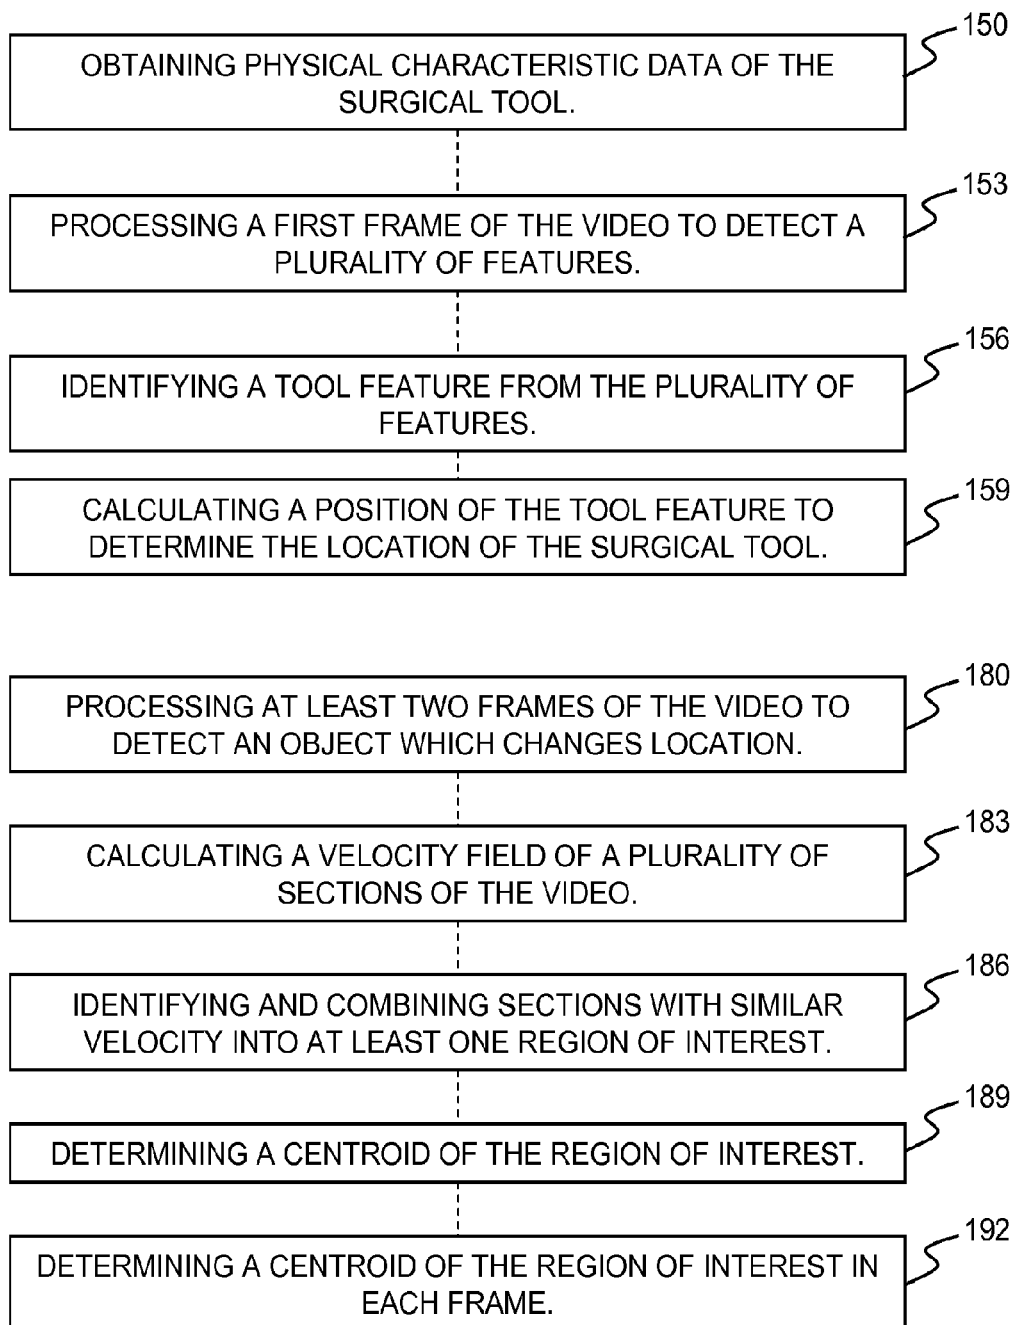 150
OBTAINING PHYSICAL CHARACTERISTIC DATA OF THE
SURGICAL TOOL.
153
PROCESSING A FIRST FRAME OF THE VIDEO TO DETECT A
PLURALITY OF FEATURES.
156
IDENTIFYING A TOOL FEATURE FROM THE PLURALITY OF
FEATURES.
159
CALCULATING A POSITION OF THE TOOL FEATURE TO
DETERMINE THE LOCATION OF THE SURGICAL TOOL.
180
PROCESSING AT LEAST TWO FRAMES OF THE VIDEO TO
DETECT AN OBJECT WHICH CHANGES LOCATION.
183
CALCULATING A VELOCITY FIELD OF A PLURALITY OF
SECTIONS OF THE VIDEO.
186
IDENTIFYING AND COMBINING SECTIONS WITH SIMILAR
VELOCITY INTO AT LEAST ONE REGION OF INTEREST.
189
DETERMINING A CENTROID OF THE REGION OF INTEREST.
192
DETERMINING A CENTROID OF THE REGION OF INTEREST IN
EACH FRAME.